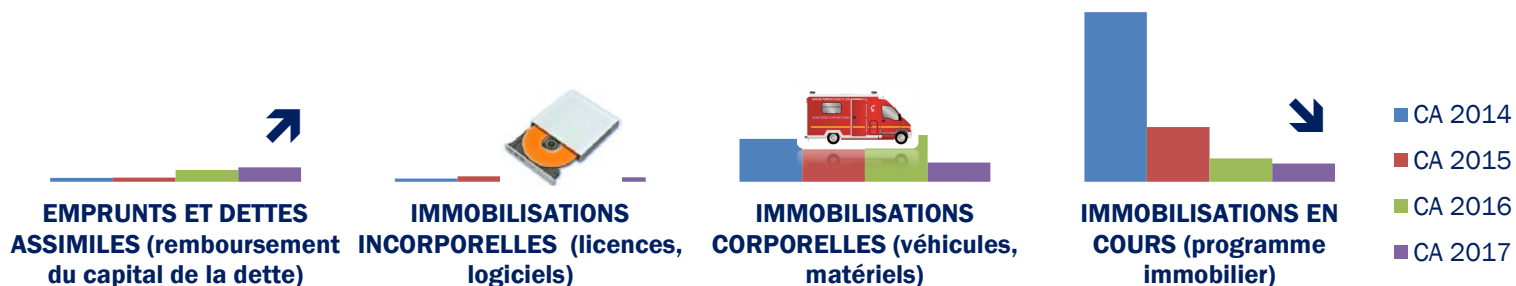 EMPRUNTS ET DETTES
ASSIMILES (remboursement
du capital de la dette)
IMMOBILISATIONS
INCORPORELLES (licences,
logiciels)
IMMOBILISATIONS
CORPORELLES (véhicules,
matériels)
IMMOBILISATIONS EN
COURS (programme
immobilier)
CA 2014
CA 2015
CA 2016
CA 2017